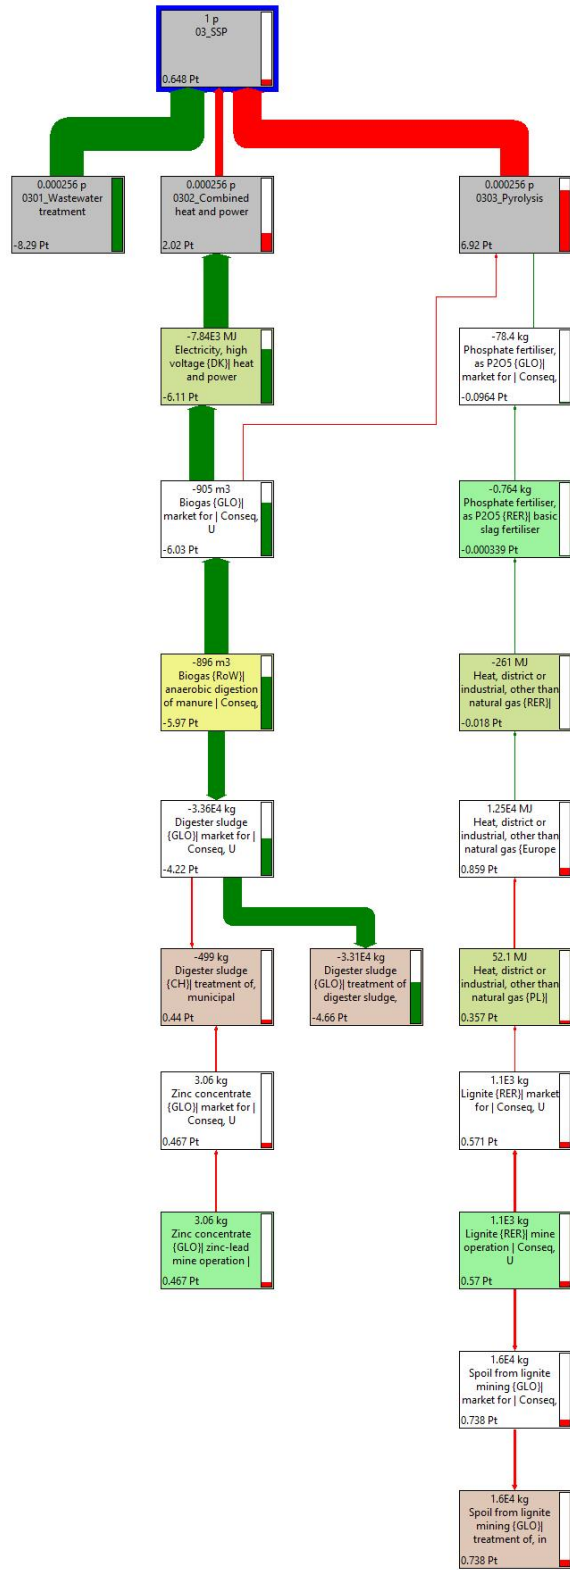 1 p
03_SSP
0.648 Pt
0.000256 p
0301_Wastewater
treatment
-8.29 Pt
0.000256 p
0302_Combined
heat and power
2.02 Pt
0.000256 p
0303_Pyrolysis
6.92 Pt
-7.84E3 MJ
Electricity, high
voltage {DK}| heat
and power
-6.11 Pt
-78.4 kg
Phosphate fertiliser,
as P2O5 {GLO}|
market for | Conseq,
-0.0964 Pt
-905 m3
Biogas {GLO}|
market for | Conseq,
U
-6.03 Pt
-0.764 kg
Phosphate fertiliser,
as P2O5 {RER}| basic
slag fertiliser
-0.000339 Pt
-896 m3
Biogas {RoW}|
anaerobic digestion
of manure | Conseq,
-5.97 Pt
-261 MJ
Heat, district or
industrial, other than
natural gas {RER}|
-0.018 Pt
-3.36E4 kg
Digester sludge
{GLO}| market for |
Conseq, U
-4.22 Pt
1.25E4 MJ
Heat, district or
industrial, other than
natural gas {Europe
0.859 Pt
-499 kg
Digester sludge
{CH}| treatment of,
municipal
0.44 Pt
-3.31E4 kg
Digester sludge
{GLO}| treatment of
digester sludge,
-4.66 Pt
52.1 MJ
Heat, district or
industrial, other than
natural gas {PL}|
0.357 Pt
3.06 kg
Zinc concentrate
{GLO}| market for |
Conseq, U
0.467 Pt
1.1E3 kg
Lignite {RER}| market
for | Conseq, U
0.571 Pt
3.06 kg
Zinc concentrate
{GLO}| zinc-lead
mine operation |
0.467 Pt
1.1E3 kg
Lignite {RER}| mine
operation | Conseq,
U
0.57 Pt
1.6E4 kg
Spoil from lignite
mining {GLO}|
market for | Conseq,
0.738 Pt
1.6E4 kg
Spoil from lignite
mining {GLO}|
treatment of, in
0.738 Pt